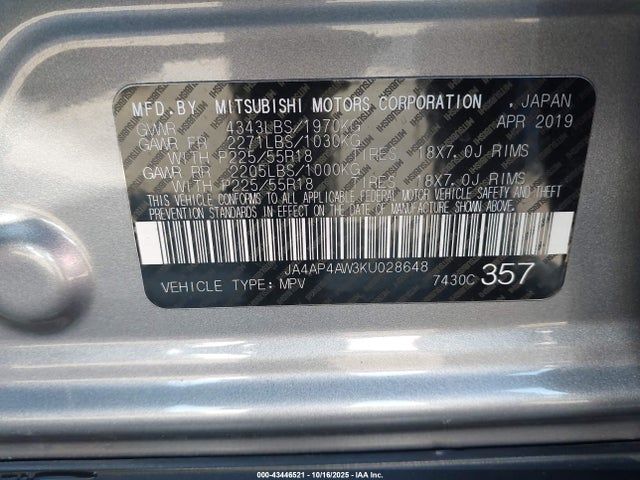 MFD.BY MITSUBISHI MOTORS CORPORATION , JAPAN
GVWR 4343LBS/1970KG APR 2019
GAWR FR 2271LBS/1030KG
WITH P225/55R18 TIRES 18X7.0J RIMS
GAWR RR 2205LBS/1000KG
WITH P225/55R18 TIRES 18X7.0J RIMS
THIS VEHICLE CONFORMS TO ALL APPLICABLE FEDERAL MOTOR VEHICLE SAFETY AND THEFT
PREVENTION STANDARDS IN EFFECT ON THE DATE OF MANUFACTURE SHOWN ABOVE.
JA4AP4AW3KU028648
VEHICLE TYPE:MPV 7430C 357
000-43446521 - 10/16/2025 - IAA Inc.